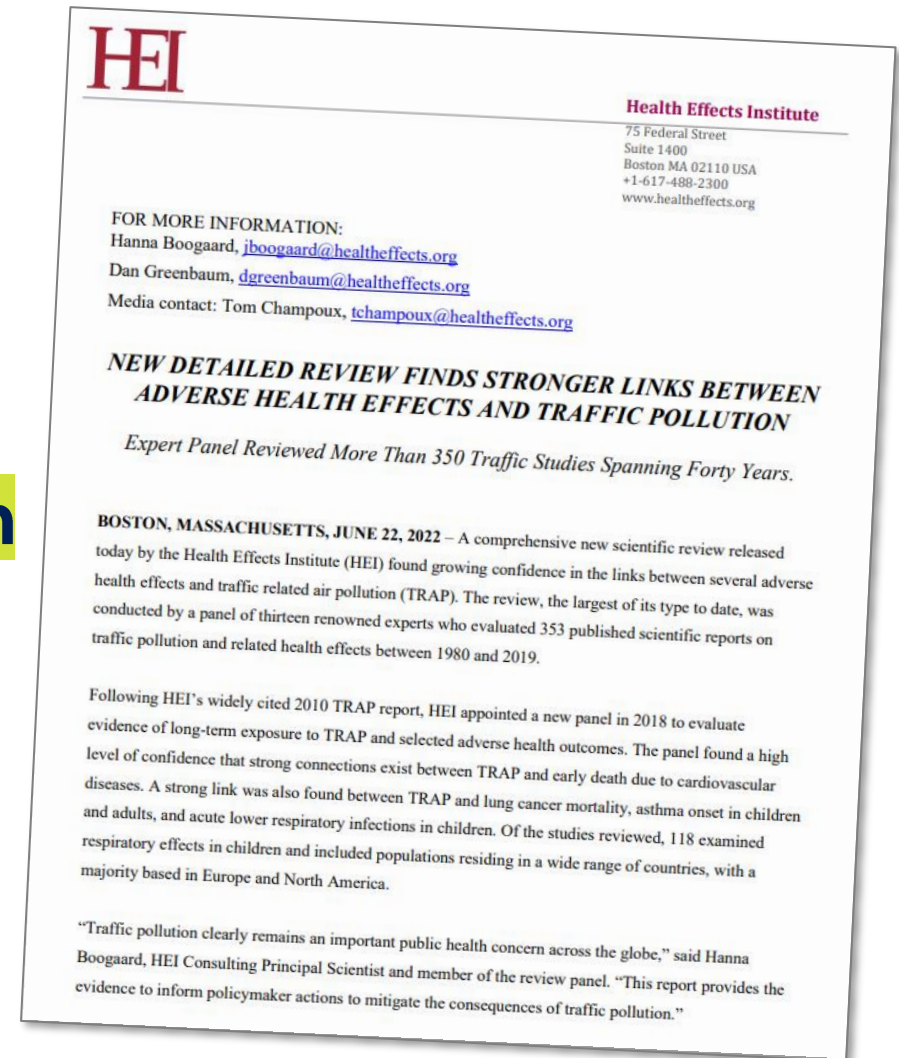 HEI
Health Effects Institute
75 Federal Street
Suite 1400
Boston MA 02110 USA
+1-617-488-2300
www.healtheffects.org
FOR MORE INFORMATION:
Hanna Boogaard, jboogaard@healtheffects.org
Dan Greenbaum, dgreenbaum@healtheffects.org
Media contact: Tom Champoux, tchampoux@healtheffects.org
NEW DETAILED REVIEW FINDS STRONGER LINKS BETWEEN
ADVERSE HEALTH EFFECTS AND TRAFFIC POLLUTION
Expert Panel Reviewed More Than 350 Traffic Studies Spanning Forty Years.
BOSTON, MASSACHUSETTS, JUNE 22, 2022 – A comprehensive new scientific review released
today by the Health Effects Institute (HEI) found growing confidence in the links between several adverse
health effects and traffic related air pollution (TRAP). The review, the largest of its type to date, was
conducted by a panel of thirteen renowned experts who evaluated 353 published scientific reports on
traffic pollution and related health effects between 1980 and 2019.
Following HEI’s widely cited 2010 TRAP report, HEI appointed a new panel in 2018 to evaluate
evidence of long-term exposure to TRAP and selected adverse health outcomes. The panel found a high
level of confidence that strong connections exist between TRAP and early death due to cardiovascular
diseases. A strong link was also found between TRAP and lung cancer mortality, asthma onset in children
and adults, and acute lower respiratory infections in children. Of the studies reviewed, 118 examined
respiratory effects in children and included populations residing in a wide range of countries, with a
majority based in Europe and North America.
“Traffic pollution clearly remains an important public health concern across the globe,” said Hanna
Boogaard, HEI Consulting Principal Scientist and member of the review panel. “This report provides the
evidence to inform policymaker actions to mitigate the consequences of traffic pollution.”